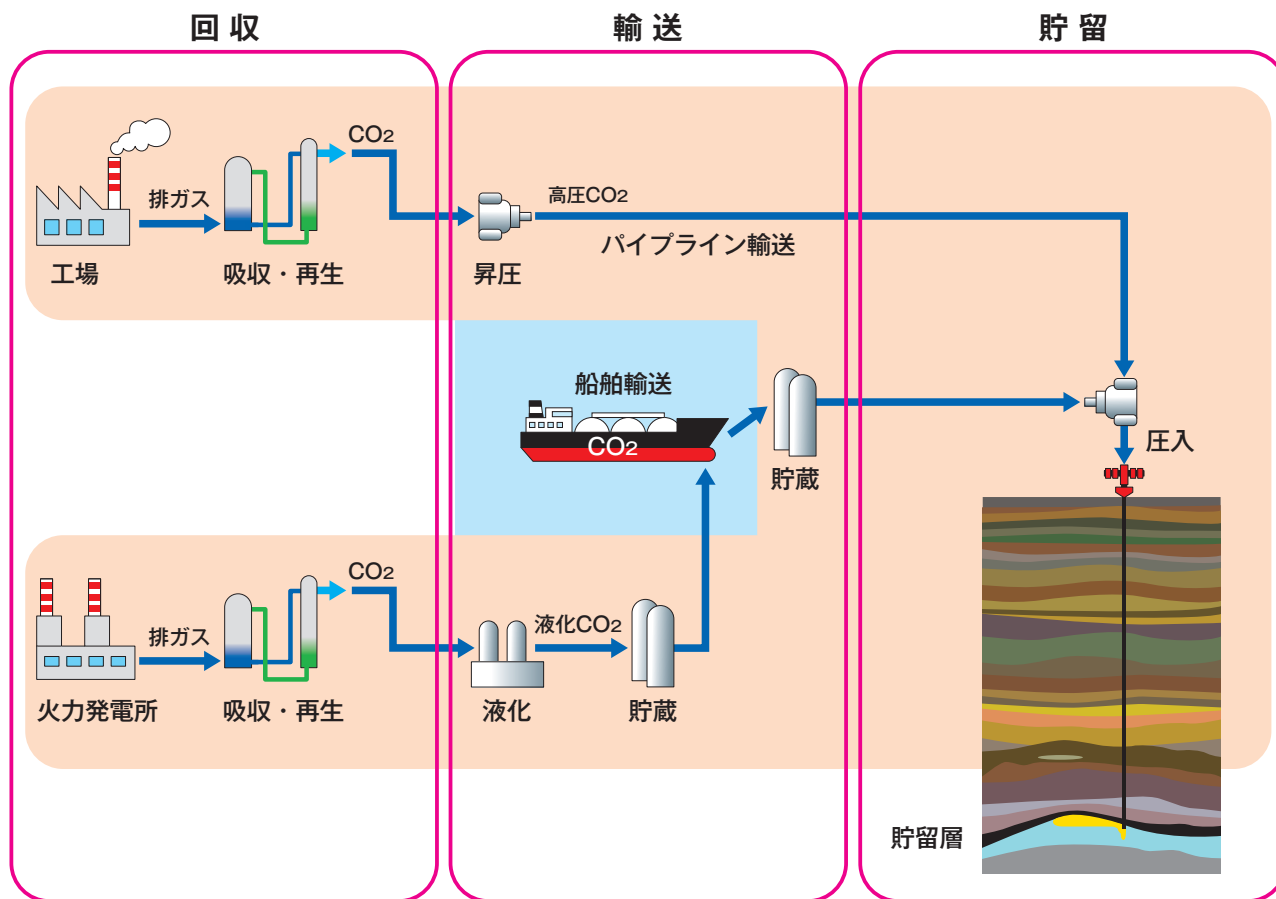 回収
輸送
貯留
CO2
排ガス
工場
吸収・再生
高圧CO2
パイプライン輸送
昇圧
船舶輸送
CO2
貯蔵
圧入
CO2
排ガス
火力発電所
吸収・再生
液化CO2
液化
貯蔵
貯留層